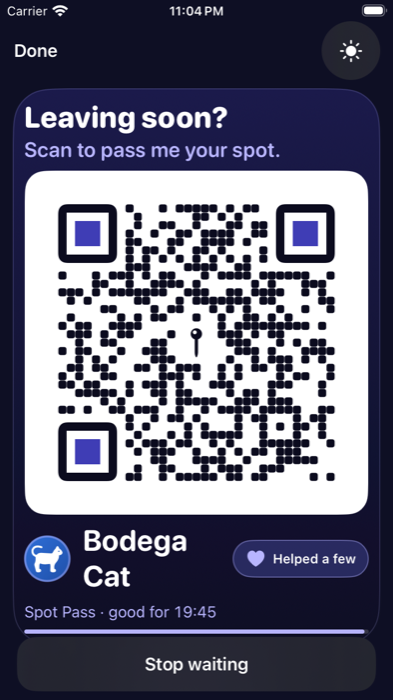 Carrier 11:04 PM
Done
Leaving soon?
Scan to pass me your spot.
Bodega
Cat
Helped a few
Spot Pass · good for 19:45
Stop waiting